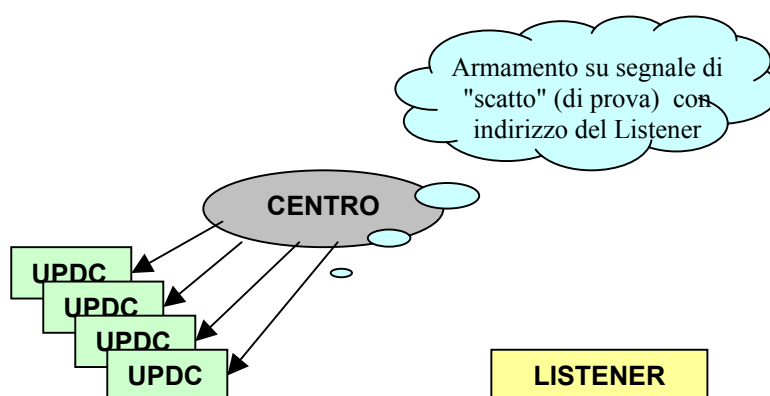 Armamento su segnale di
"scatto" (di prova) con
indirizzo del Listener
CENTRO
UPDC
UPDC
UPDC
UPDC
LISTENER